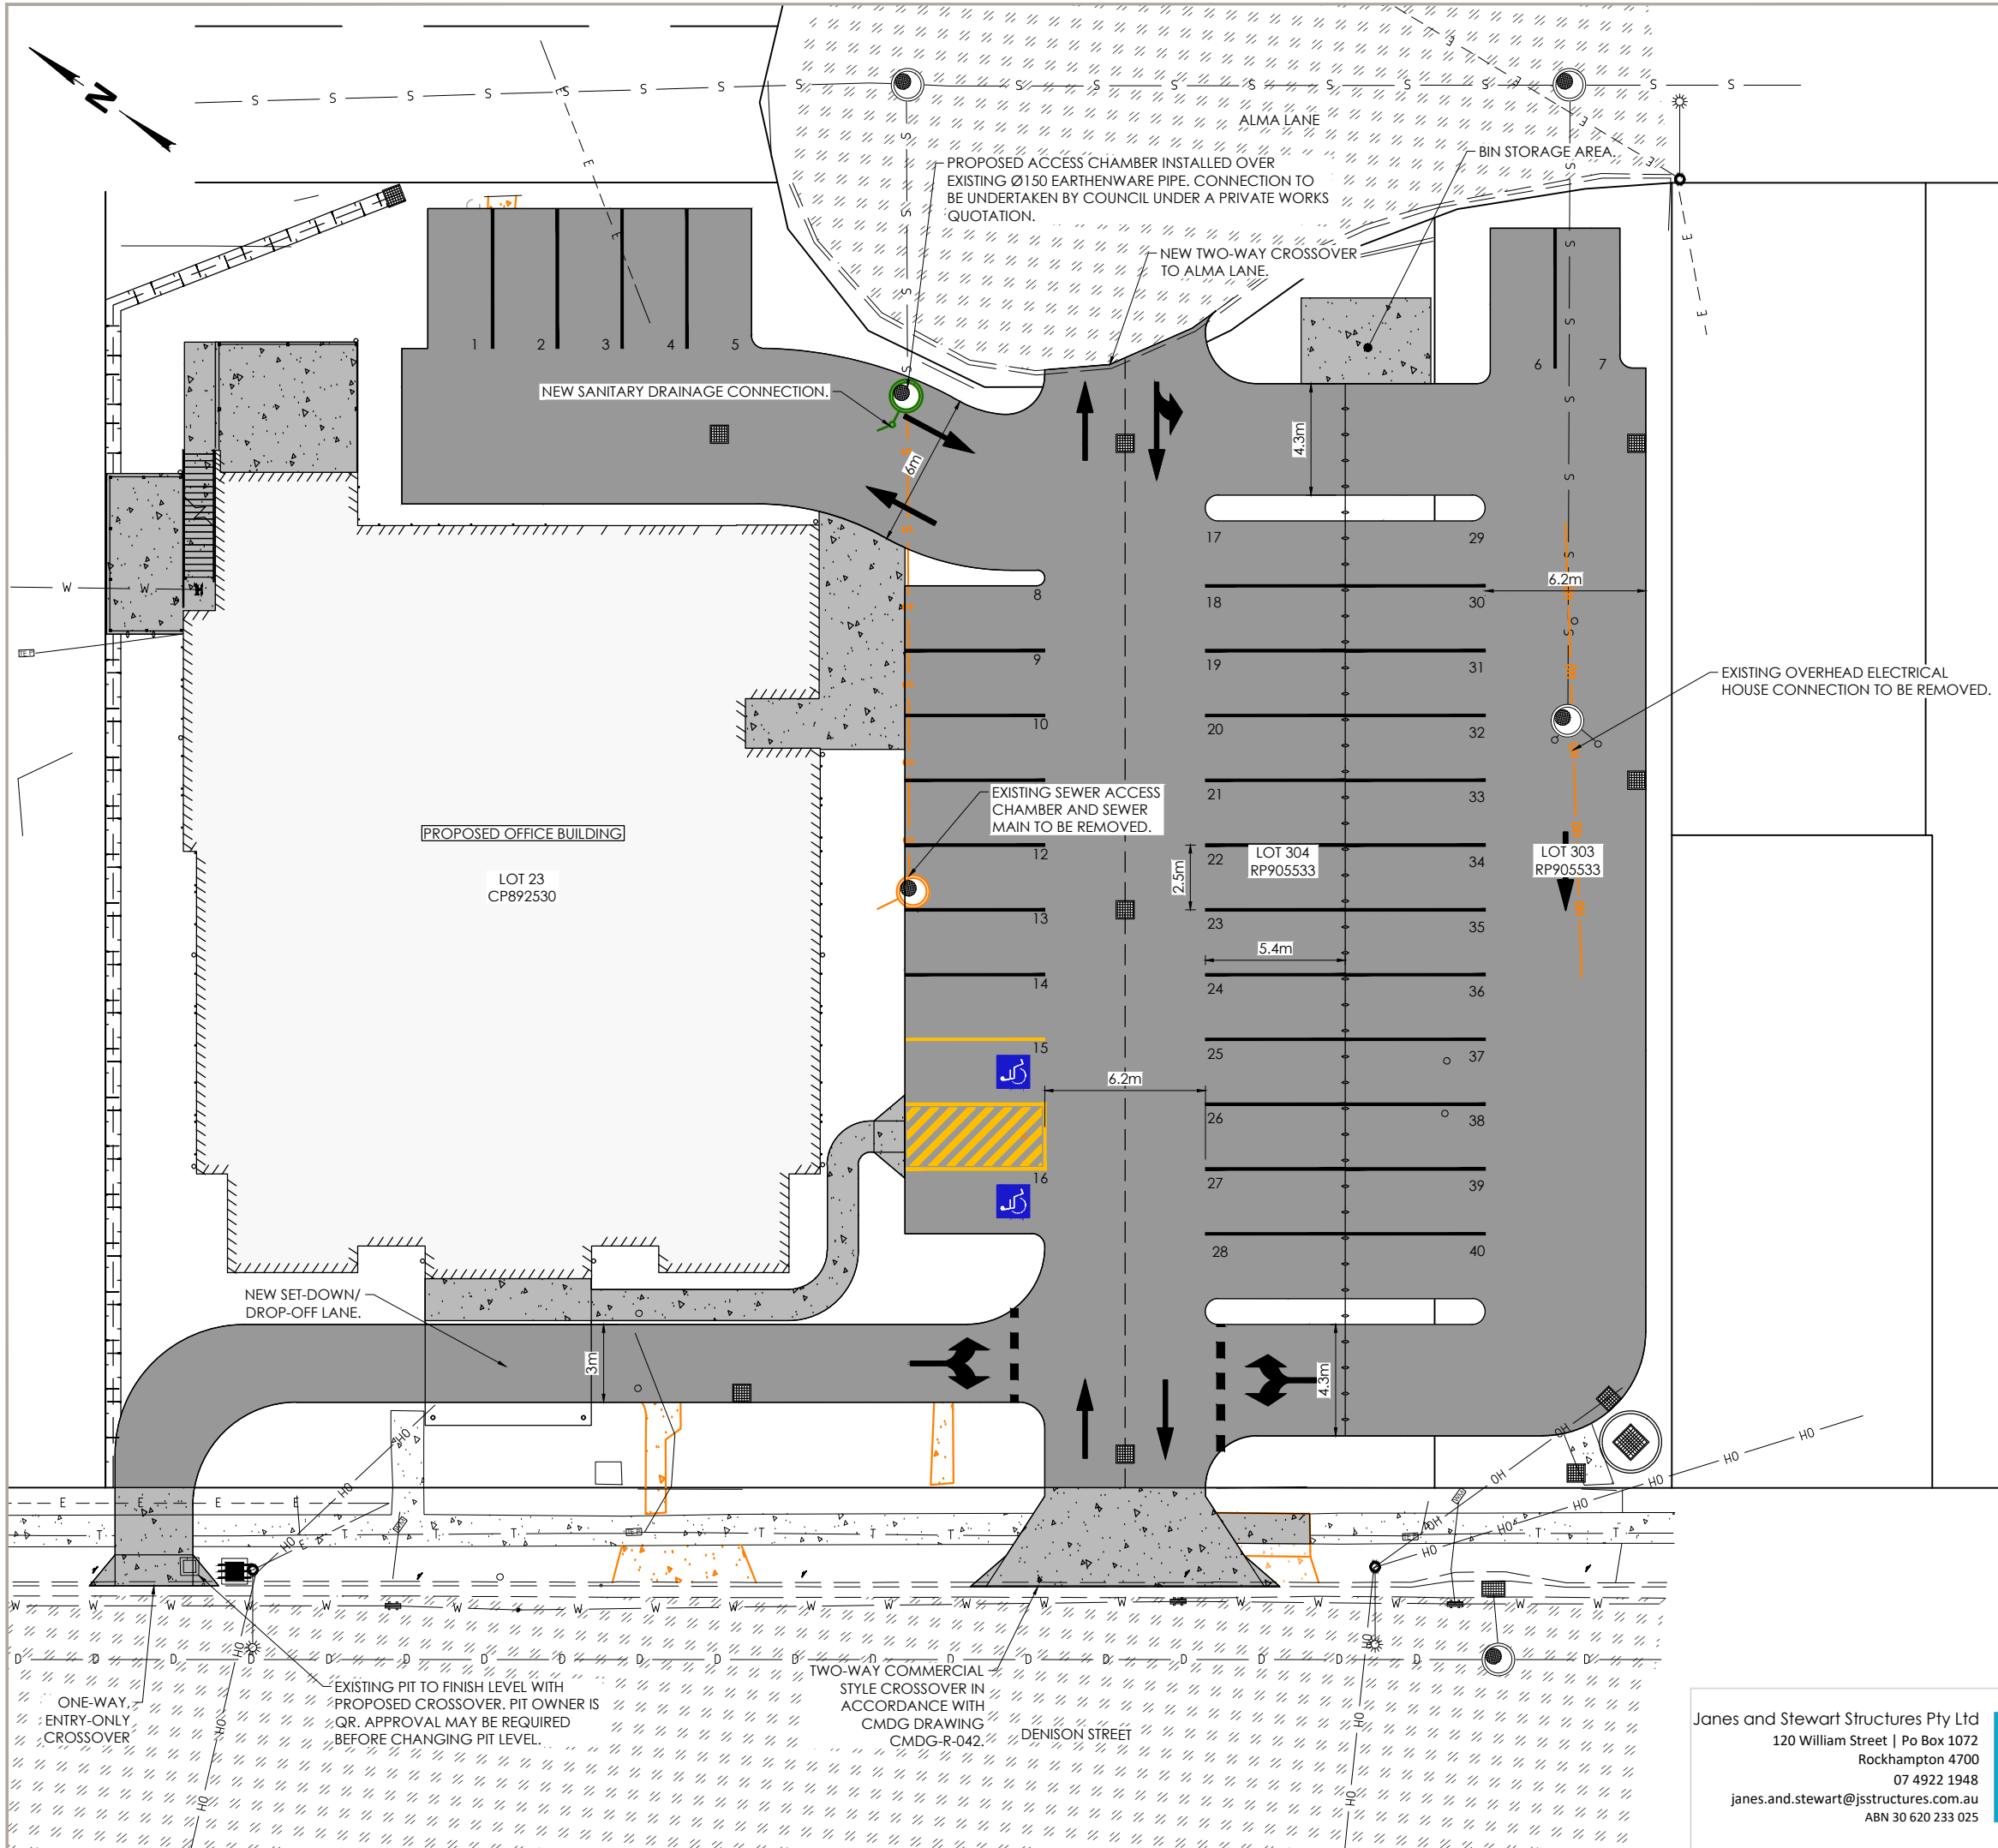 N
ALMA LANE
BIN STORAGE AREA.
PROPOSED ACCESS CHAMBER INSTALLED OVER
EXISTING Ø150 EARTHENWARE PIPE. CONNECTION TO
BE UNDERTAKEN BY COUNCIL UNDER A PRIVATE WORKS
QUOTATION.
NEW TWO-WAY CROSSOVER
TO ALMA LANE.
1
2
3
4
5
6
7
NEW SANITARY DRAINAGE CONNECTION.
6m
4.3m
17
29
8
18
30
6.2m
9
19
31
EXISTING OVERHEAD ELECTRICAL
HOUSE CONNECTION TO BE REMOVED.
10
20
32
EXISTING SEWER ACCESS
CHAMBER AND SEWER
MAIN TO BE REMOVED.
21
33
PROPOSED OFFICE BUILDING
LOT 23
CP892530
12
22
2.5m
LOT 304
RP905533
34
LOT 303
RP905533
13
23
35
5.4m
14
24
36
15
25
37
6.2m
26
38
16
27
39
28
40
NEW SET-DOWN/
DROP-OFF LANE.
3m
4.3m
ONE-WAY,
ENTRY-ONLY
CROSSOVER
EXISTING PIT TO FINISH LEVEL WITH
PROPOSED CROSSOVER. PIT OWNER IS
QR. APPROVAL MAY BE REQUIRED
BEFORE CHANGING PIT LEVEL.
TWO-WAY COMMERCIAL
STYLE CROSSOVER IN
ACCORDANCE WITH
CMDG DRAWING
CMDG-R-042.
DENISON STREET
Janes and Stewart Structures Pty Ltd
120 William Street | Po Box 1072
Rockhampton 4700
07 4922 1948
janes.and.stewart@jsstructures.com.au
ABN 30 620 233 025